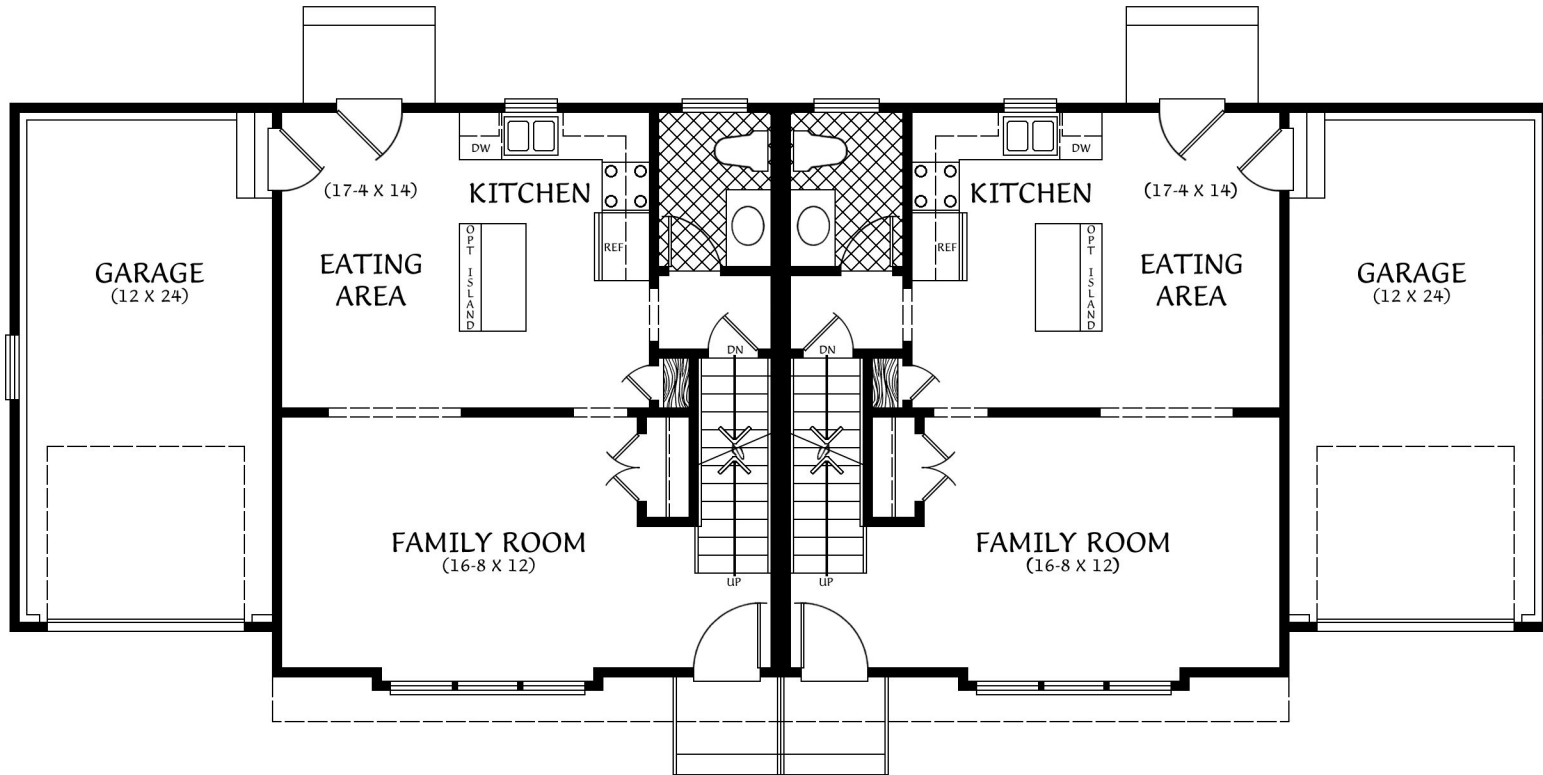 DW
DW
(17-4 X 14)
KITCHEN
KITCHEN
(17-4 X 14)
REF
REF
OPT ISLAND
OPT ISLAND
GARAGE
(12 X 24)
EATING
AREA
EATING
AREA
GARAGE
(12 X 24)
DN
DN
FAMILY ROOM
(16-8 X 12)
FAMILY ROOM
(16-8 X 12)
UP
UP